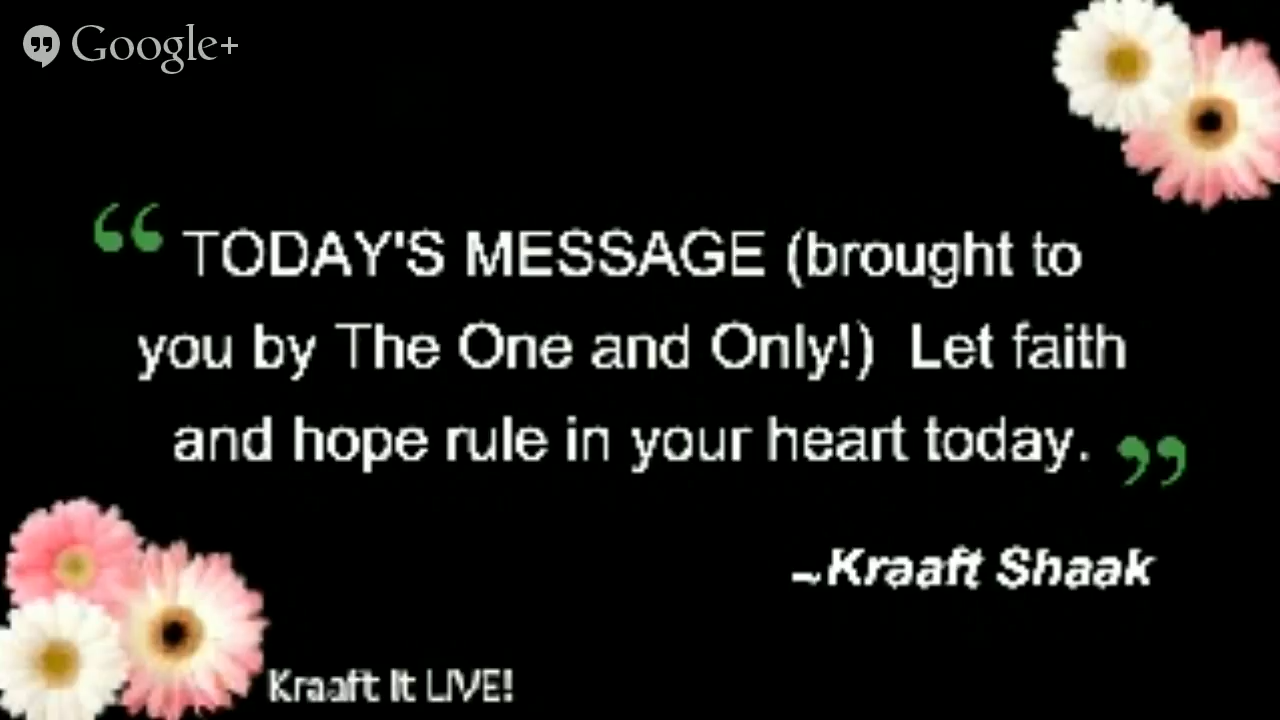 Google+
“ TODAY'S MESSAGE (brought to
you by The One and Only!)  Let faith
and hope rule in your heart today. ”
~Kraaft Shaak
Kraaft It LIVE!